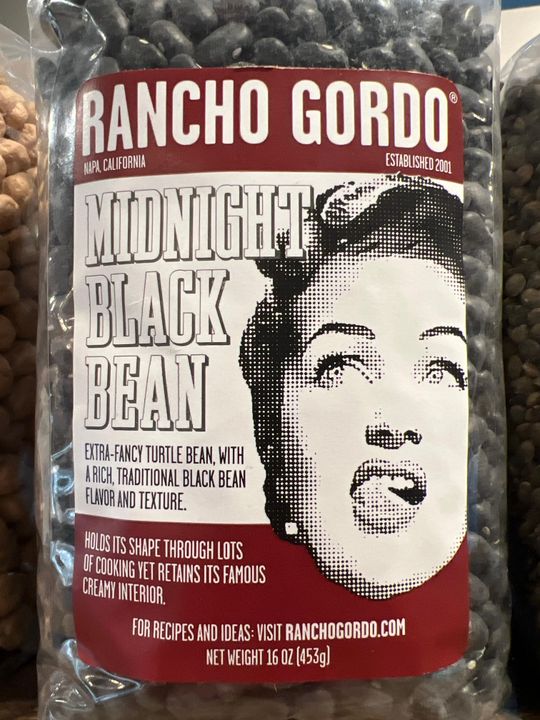 RANCHO GORDO®
NAPA, CALIFORNIA ESTABLISHED 2001
MIDNIGHT
BLACK
BEAN
EXTRA-FANCY TURTLE BEAN, WITH
A RICH, TRADITIONAL BLACK BEAN
FLAVOR AND TEXTURE.
HOLDS ITS SHAPE THROUGH LOTS
OF COOKING YET RETAINS ITS FAMOUS
CREAMY INTERIOR.
FOR RECIPES AND IDEAS: VISIT RANCHOGORDO.COM
NET WEIGHT 16 OZ (453g)